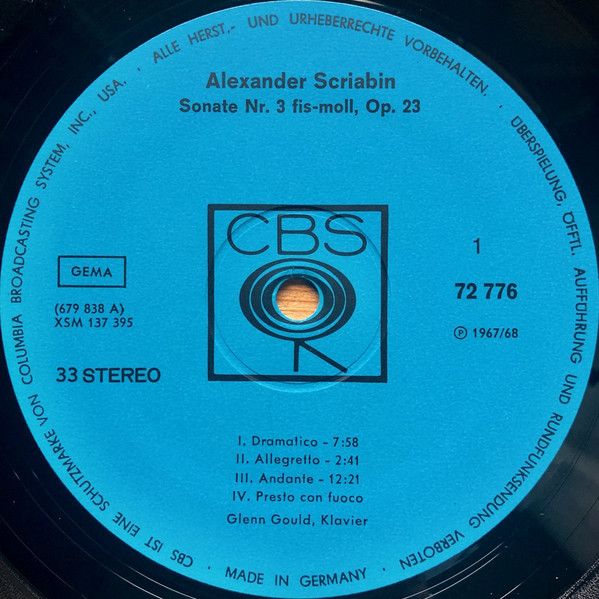 ALLE HERST.- UND URHEBERRECHTE VORBEHALTEN. · ÜBERSPIELUNG, ÖFFTL. AUFFÜHRUNG UND RUNDFUNKSENDUNG VERBOTEN · MADE IN GERMANY · CBS IST EINE SCHUTZMARKE VON COLUMBIA BROADCASTING SYSTEM, INC., USA. ·
Alexander Scriabin
Sonate Nr. 3 fis-moll, Op. 23
CBS
GEMA
1
(679 838 A)
72 776
XSM 137 395
℗ 1967/68
33 STEREO
I. Dramatico - 7:58
II. Allegretto - 2:41
III. Andante - 12:21
IV. Presto con fuoco
Glenn Gould, Klavier